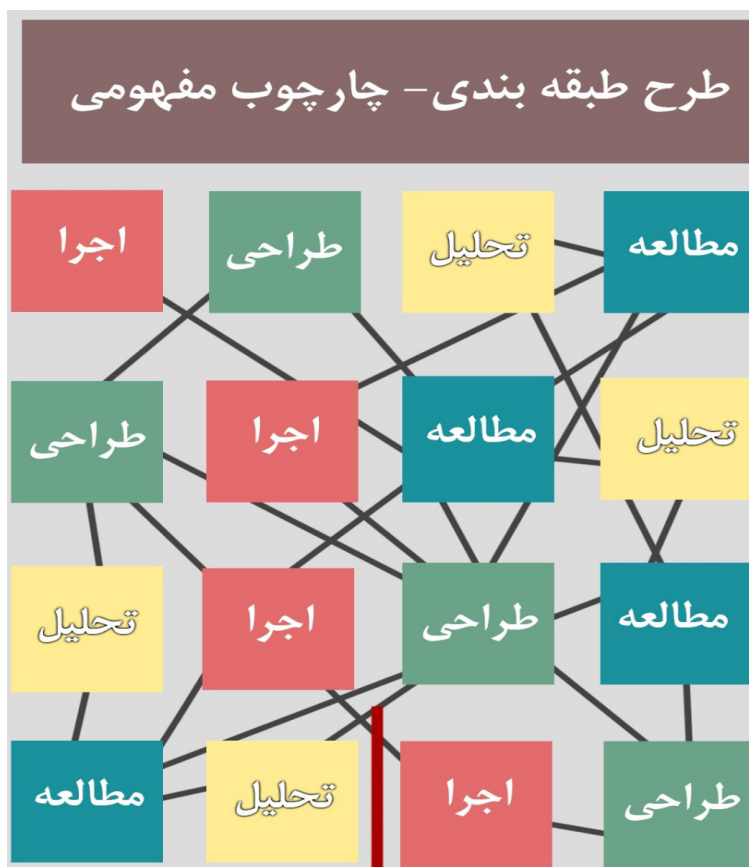 طرح طبقه بندی- چارچوب مفهومی
مطالعه تحلیل طراحی اجرا
تحلیل مطالعه اجرا طراحی
مطالعه طراحی اجرا تحلیل
طراحی اجرا تحلیل مطالعه